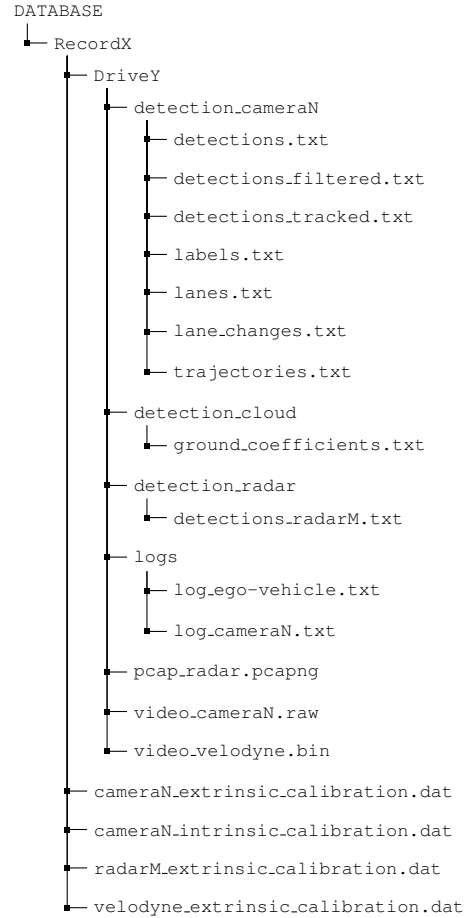 DATABASE
RecordX
DriveY
detection_cameraN
detections.txt
detections_filtered.txt
detections_tracked.txt
labels.txt
lanes.txt
lane_changes.txt
trajectories.txt
detection_cloud
ground_coefficients.txt
detection_radar
detections_radarM.txt
logs
log_ego-vehicle.txt
log_cameraN.txt
pcap_radar.pcapng
video_cameraN.raw
video_velodyne.bin
cameraN_extrinsic_calibration.dat
cameraN_intrinsic_calibration.dat
radarM_extrinsic_calibration.dat
velodyne_extrinsic_calibration.dat